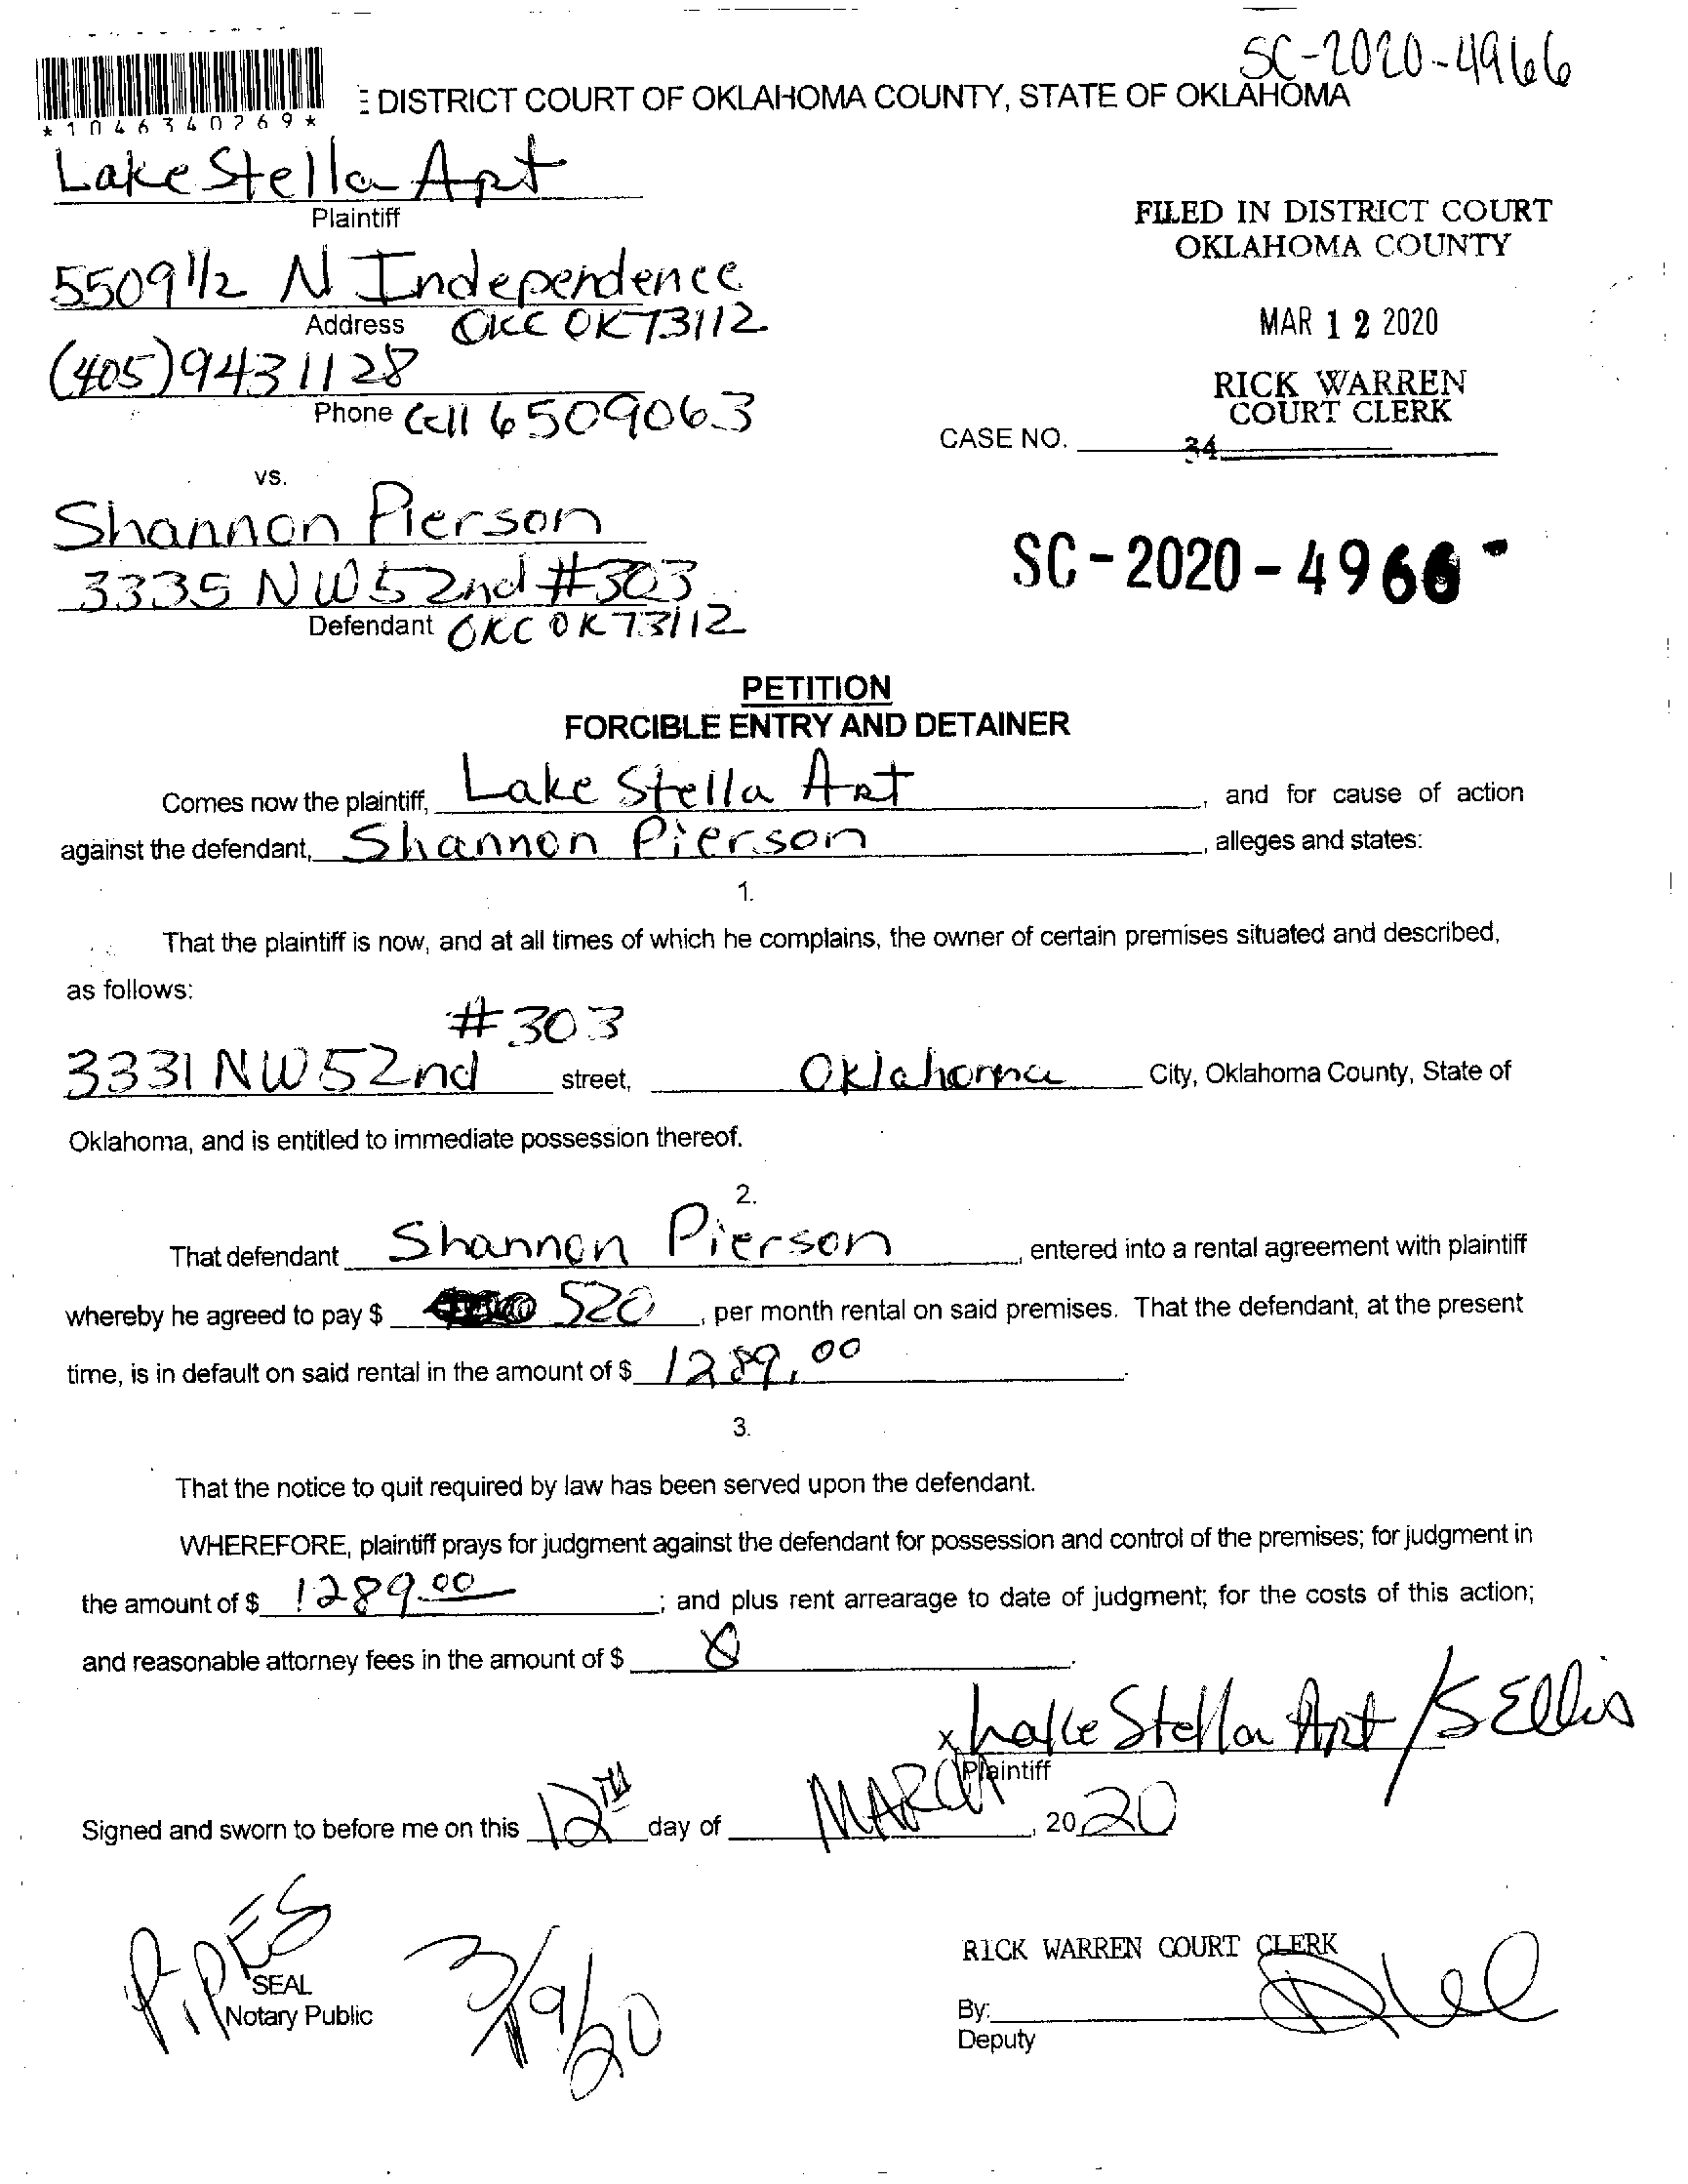 SC-2020-4966
E DISTRICT COURT OF OKLAHOMA COUNTY, STATE OF OKLAHOMA
*1046340769*
Lake Stella Apt
Plaintiff
FILED IN DISTRICT COURT
OKLAHOMA COUNTY
5509 1/2 N Independence
Address OKC OK 73112
MAR 12 2020
(405) 943 1128
RICK WARREN
COURT CLERK
Phone Cell 6509063
CASE NO.
34
vs.
Shannon Pierson
3335 NW 52nd #303
SC-2020-4966-
Defendant OKC OK 73112
PETITION
FORCIBLE ENTRY AND DETAINER
Comes now the plaintiff, Lake Stella Apt, and for cause of action
against the defendant, Shannon Pierson, alleges and states:
1.
That the plaintiff is now, and at all times of which he complains, the owner of certain premises situated and described,
as follows:
#303
3331 NW 52nd street, Oklahoma City, Oklahoma County, State of
Oklahoma, and is entitled to immediate possession thereof.
2.
That defendant Shannon Pierson, entered into a rental agreement with plaintiff
whereby he agreed to pay $ 520, per month rental on said premises. That the defendant, at the present
time, is in default on said rental in the amount of $ 1289.00.
3.
That the notice to quit required by law has been served upon the defendant.
WHEREFORE, plaintiff prays for judgment against the defendant for possession and control of the premises; for judgment in
the amount of $ 1289.00; and plus rent arrearage to date of judgment; for the costs of this action;
and reasonable attorney fees in the amount of $
x Lake Stella Apt / S Ellis
Plaintiff
Signed and sworn to before me on this 12TH day of MARCH, 2020
PIPES
SEAL
Notary Public
3/19/20
RICK WARREN COURT CLERK
By:
Deputy